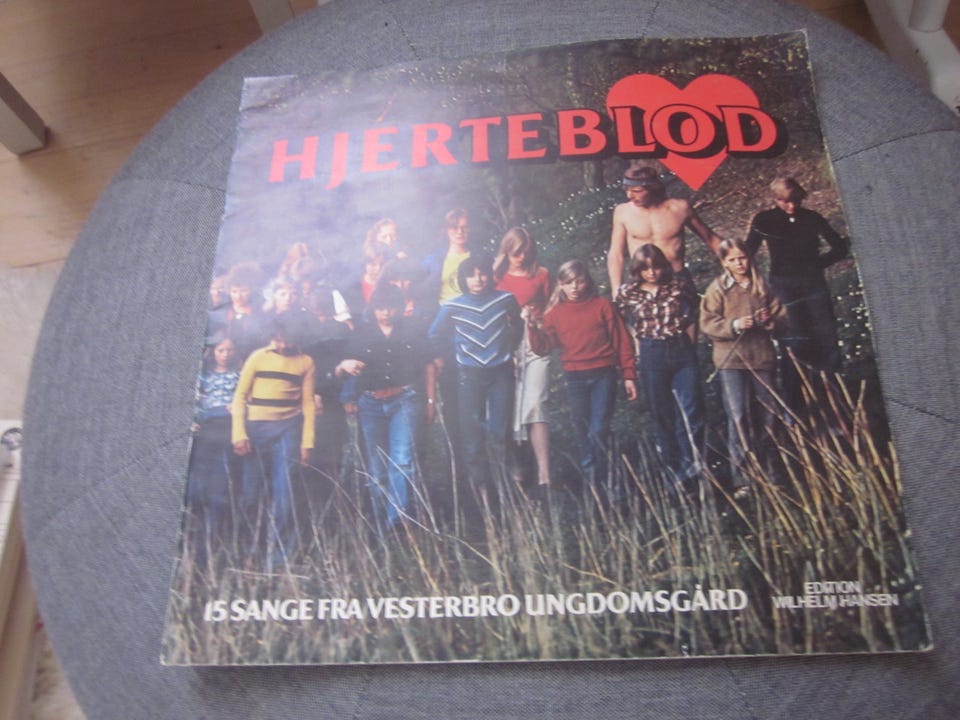 HJERTEBLOD
15 SANGE FRA VESTERBRO UNGDOMSGÅRD
EDITION
WILHELM HANSEN